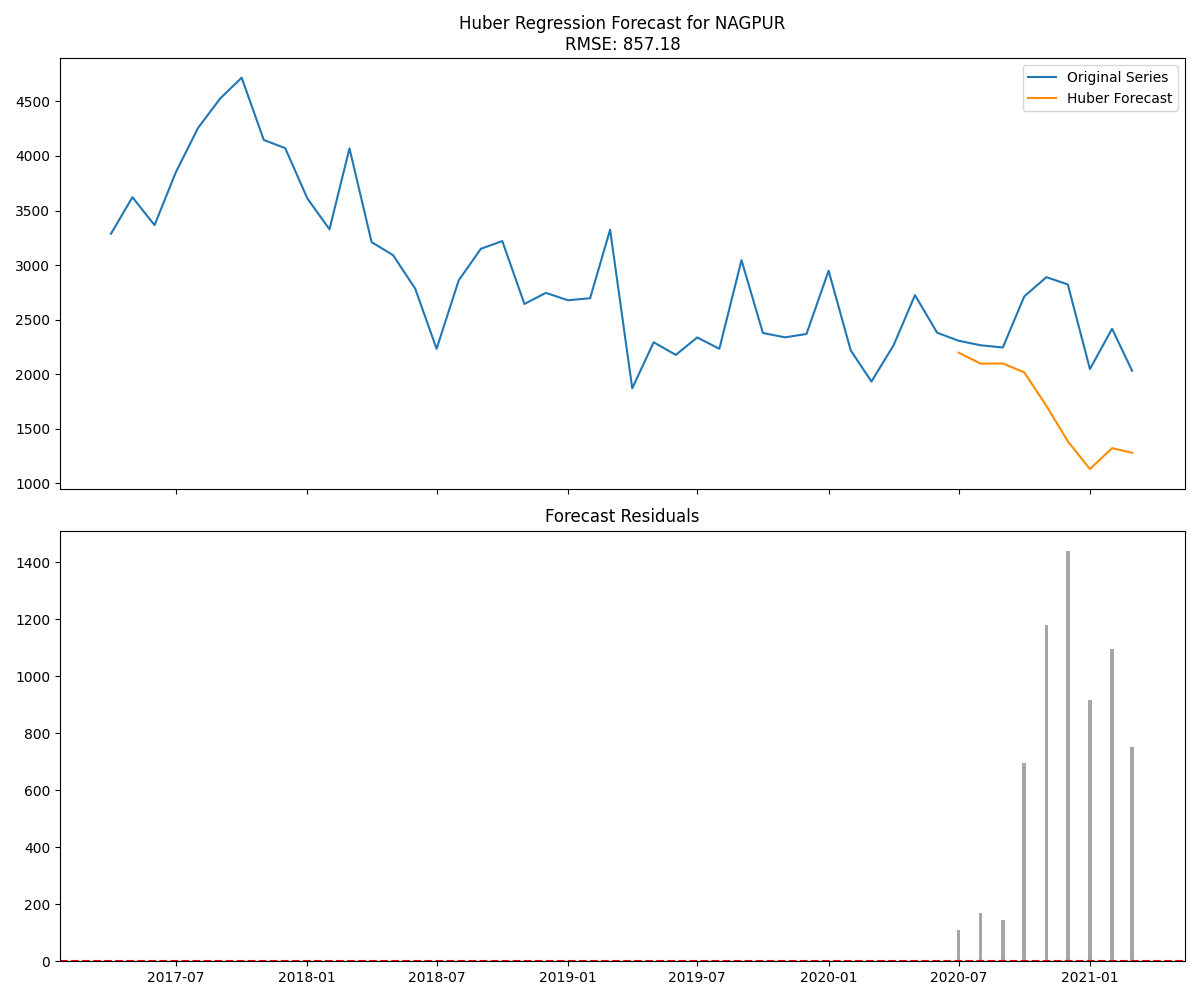 Huber Regression Forecast for NAGPUR
RMSE: 857.18
Original Series
Huber Forecast
4500
4000
3500
3000
2500
2000
1500
1000
Forecast Residuals
1400
1200
1000
800
600
400
200
0
2017-07 2018-01 2018-07 2019-01 2019-07 2020-01 2020-07 2021-01